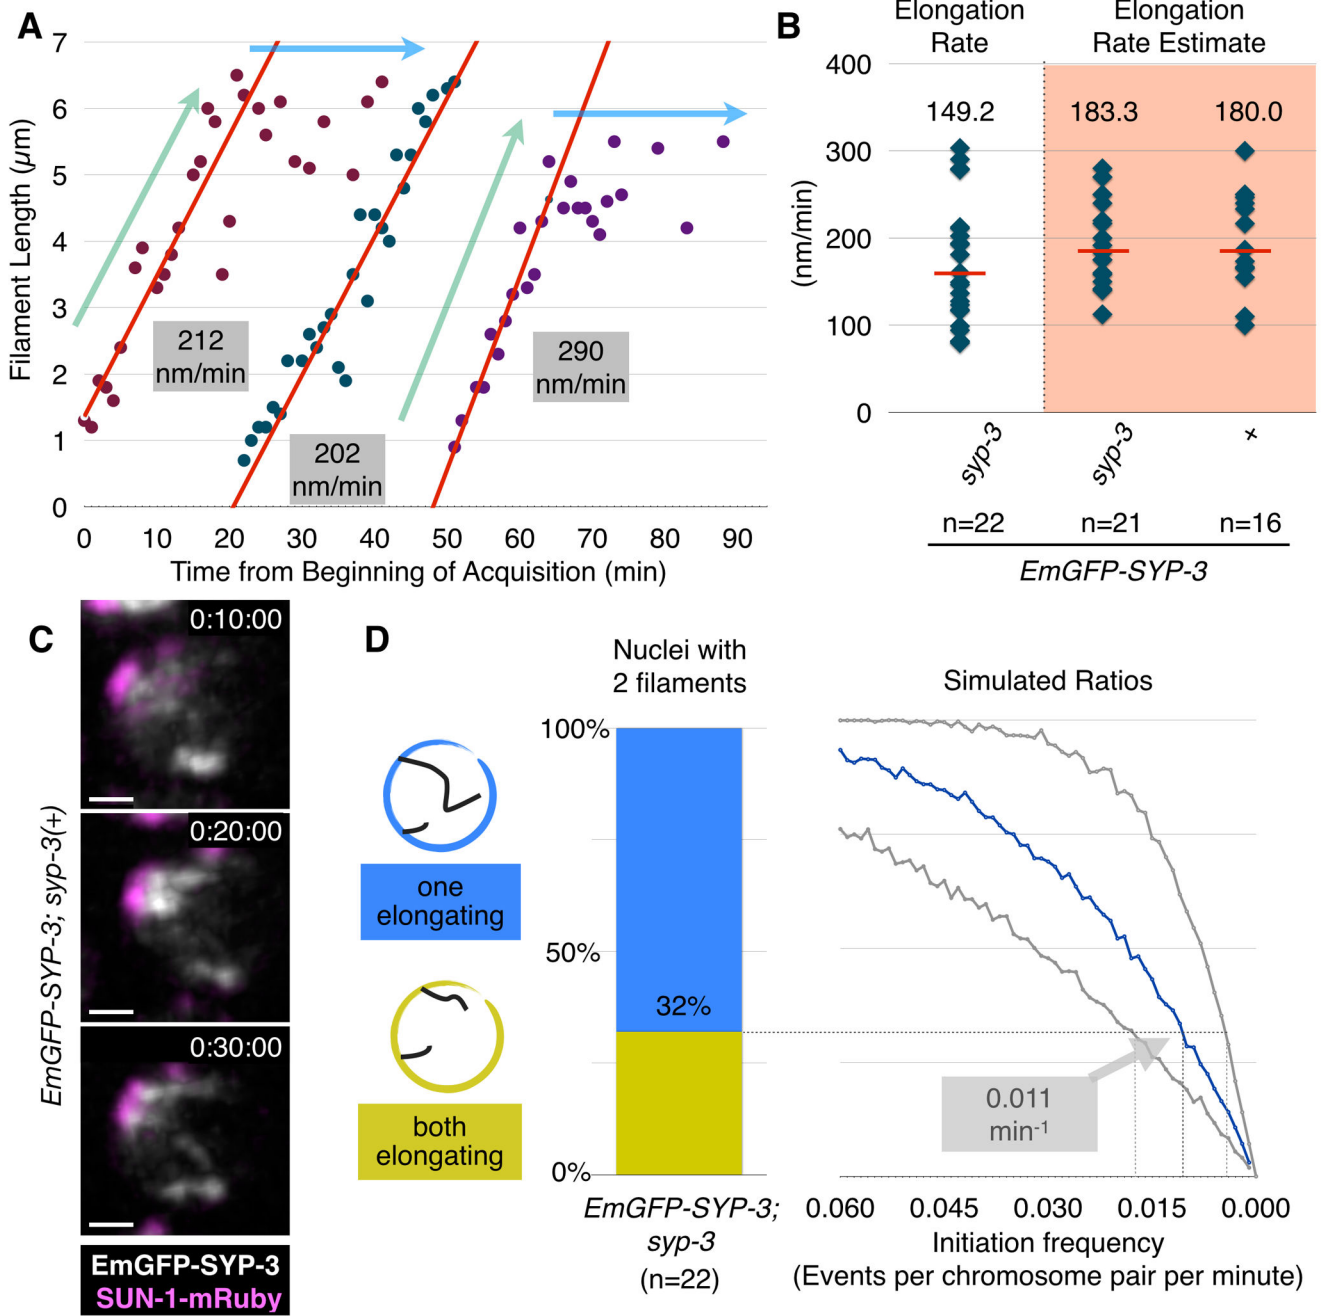 A
7
6
5
4
3
2
1
0
Filament Length (µm)
212
nm/min
202
nm/min
290
nm/min
0 10 20 30 40 50 60 70 80 90
Time from Beginning of Acquisition (min)
B
Elongation
Rate
Elongation
Rate Estimate
400
300
200
100
0
(nm/min)
149.2 183.3 180.0
syp-3 syp-3 +
n=22 n=21 n=16
EmGFP-SYP-3
C
EmGFP-SYP-3; syp-3(+)
0:10:00
0:20:00
0:30:00
EmGFP-SYP-3
SUN-1-mRuby
D
one
elongating
both
elongating
Nuclei with
2 filaments
100%
50%
0%
32%
EmGFP-SYP-3;
syp-3
(n=22)
Simulated Ratios
0.011
min-1
0.060 0.045 0.030 0.015 0.000
Initiation frequency
(Events per chromosome pair per minute)